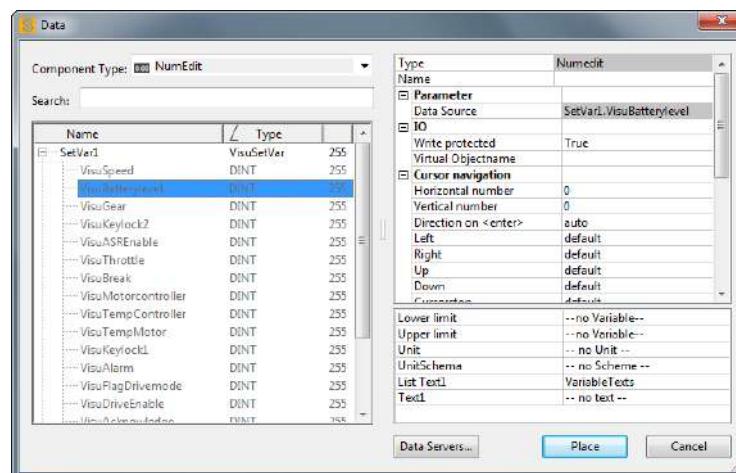 Data
Component Type: NumEdit
Search:
Name Type
SetVar1 VisuSetVar 255
VisuSpeed DINT 255
VisuBatterylevel DINT 255
VisuGear DINT 255
VisuKeylock2 DINT 255
VisuASREnable DINT 255
VisuThrottle DINT 255
VisuBreak DINT 255
VisuMotorcontroller DINT 255
VisuTempController DINT 255
VisuTempMotor DINT 255
VisuKeylock1 DINT 255
VisuAlarm DINT 255
VisuFlagDrivemode DINT 255
VisuDriveEnable DINT 255
VisuAcknowledge DINT 255
Type Numedit
Name
Parameter
Data Source SetVar1.VisuBatterylevel
IO
Write protected True
Virtual Objectname
Cursor navigation
Horizontal number 0
Vertical number 0
Direction on <enter> auto
Left default
Right default
Up default
Down default
default
Lower limit --no Variable--
Upper limit --no Variable--
Unit -- no Unit --
UnitSchema -- no Scheme --
List Text1 VariableTexts
Text1 -- no text --
Data Servers... Place Cancel